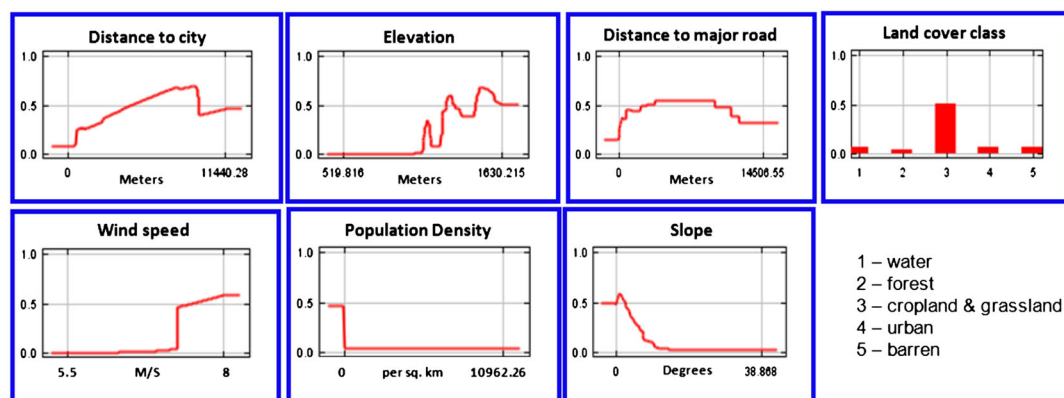 Distance to city
1.0
0.5
0.0
0
11440.28
Meters
Elevation
1.0
0.5
0.0
519.816
Meters
1630.215
Distance to major road
1.0
0.5
0.0
0
Meters
14506.55
Land cover class
1.0
0.5
0.0
1 2 3 4 5
Wind speed
1.0
0.5
0.0
5.5
M/S
8
Population Density
1.0
0.5
0.0
0
per sq. km
10962.26
Slope
1.0
0.5
0.0
0
Degrees
38.868
1 – water
2 – forest
3 – cropland & grassland
4 – urban
5 – barren